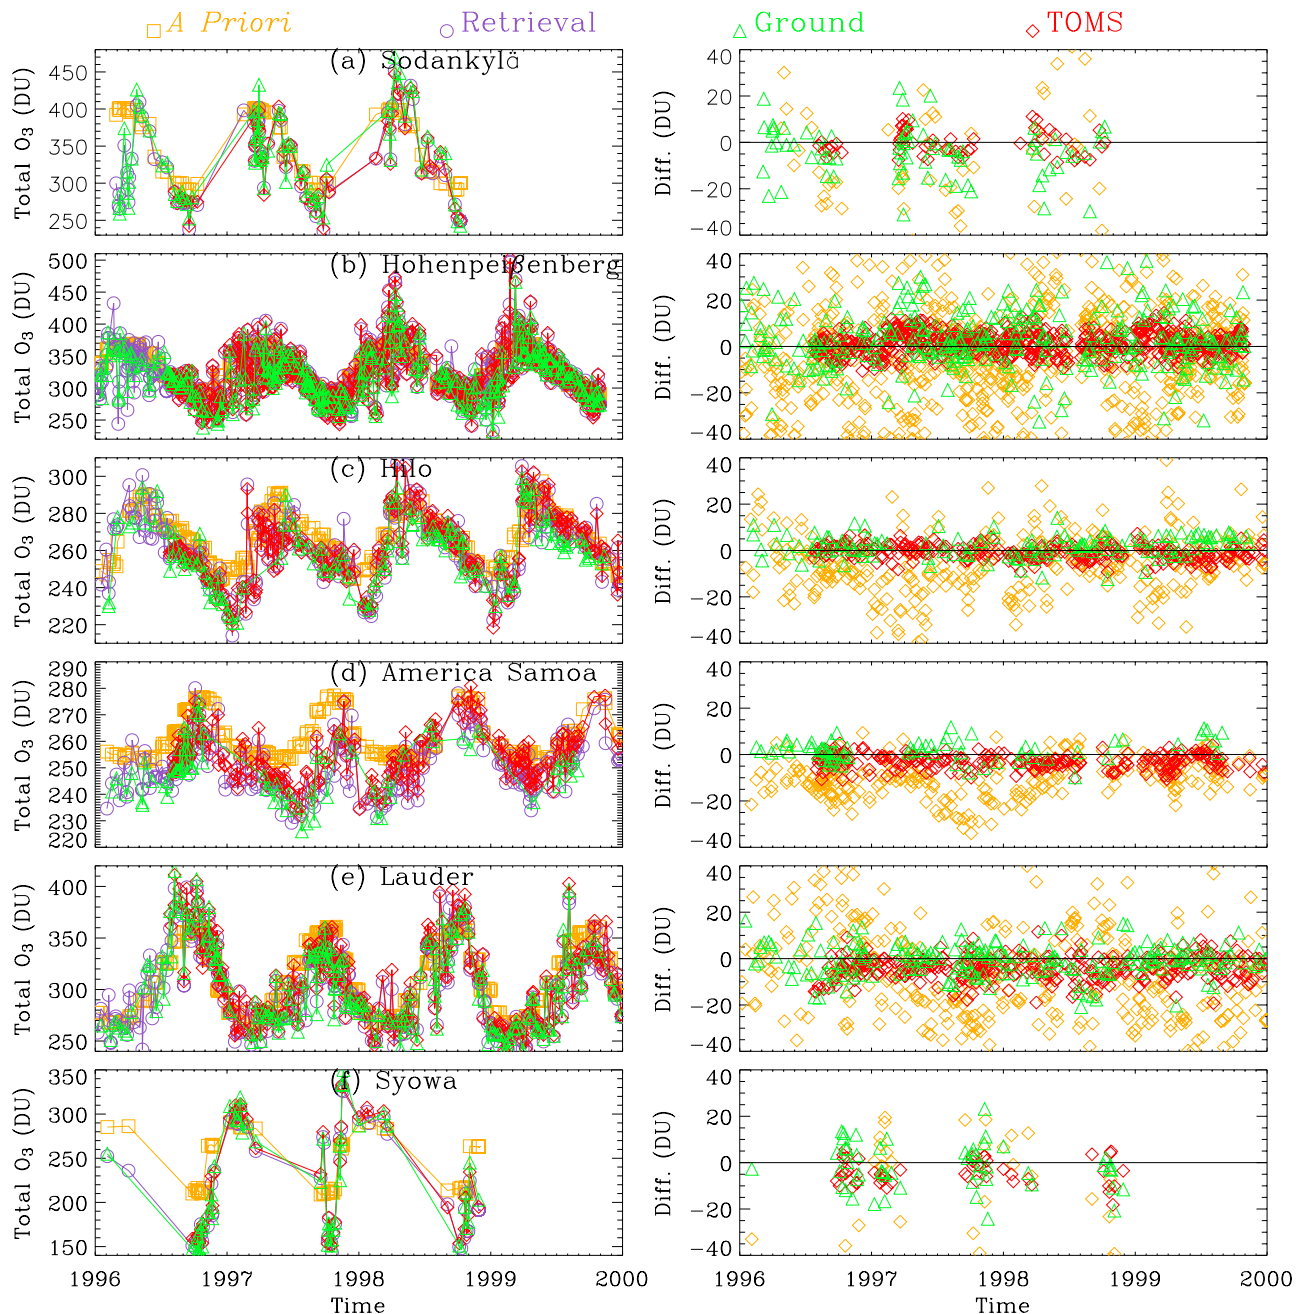 A Priori Retrieval Ground TOMS
(a) Sodankylä
Total O3 (DU)
450
400
350
300
250
Diff. (DU)
40
20
0
−20
−40
(b) Hohenpeißenberg
Total O3 (DU)
500
450
400
350
300
250
Diff. (DU)
40
20
0
−20
−40
(c) Hilo
Total O3 (DU)
300
280
260
240
220
Diff. (DU)
40
20
0
−20
−40
(d) America Samoa
Total O3 (DU)
290
280
270
260
250
240
230
220
Diff. (DU)
40
20
0
−20
−40
(e) Lauder
Total O3 (DU)
400
350
300
250
Diff. (DU)
40
20
0
−20
−40
(f) Syowa
Total O3 (DU)
350
300
250
200
150
Diff. (DU)
40
20
0
−20
−40
1996 1997 1998 1999 2000
Time
1996 1997 1998 1999 2000
Time